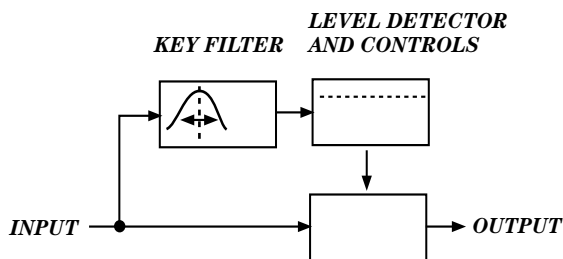 LEVEL DETECTOR
KEY FILTER AND CONTROLS
INPUT
OUTPUT